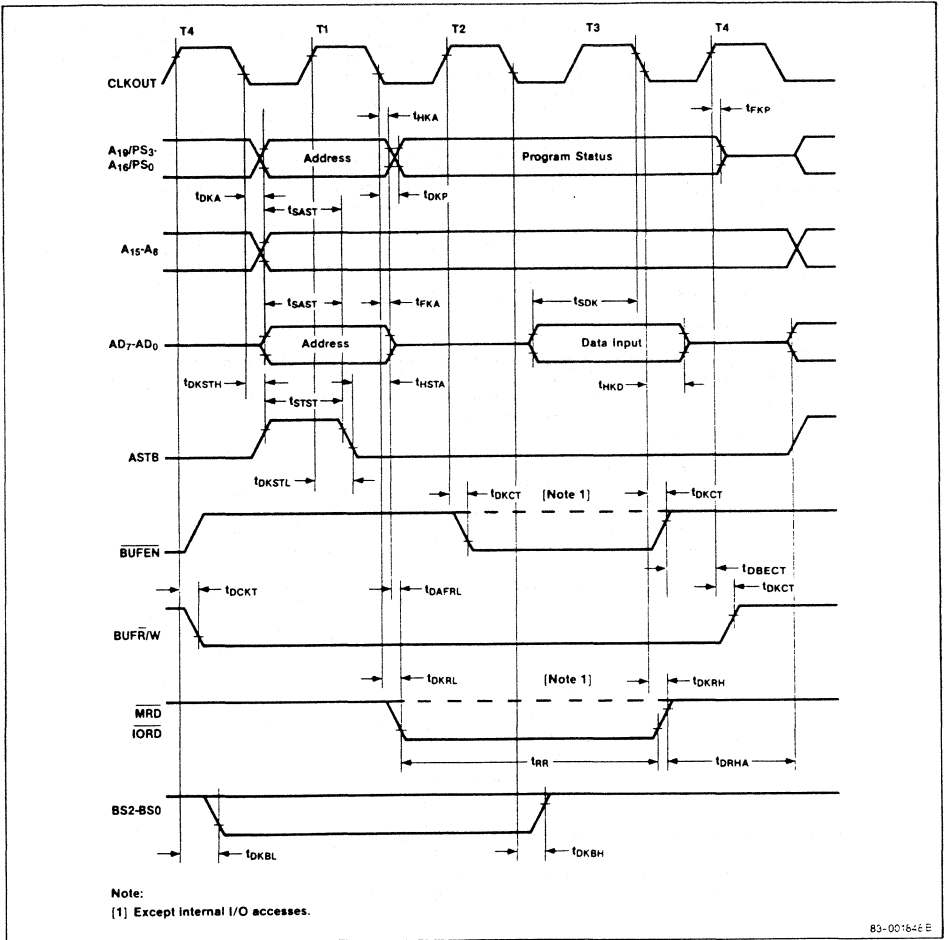 T4 T1 T2 T3 T4
CLKOUT
tHKA
tFKP
A19/PS3-
A16/PS0
Address
Program Status
tDKA
tDKP
tSAST
A15-A8
tSAST
tFKA
tSDK
AD7-AD0
Address
Data Input
tDKSTH
tHSTA
tHKD
tSTST
ASTB
tDKSTL
tDKCT
[Note 1]
tDKCT
BUFEN
tDBECT
tDCKT
tDAFRL
tDKCT
BUFR/W
tDKRL
[Note 1]
tDKRH
MRD
IORD
tRR
tDRHA
BS2-BS0
tDKBL
tDKBH
Note:
[1] Except internal I/O accesses.
83-001848 B